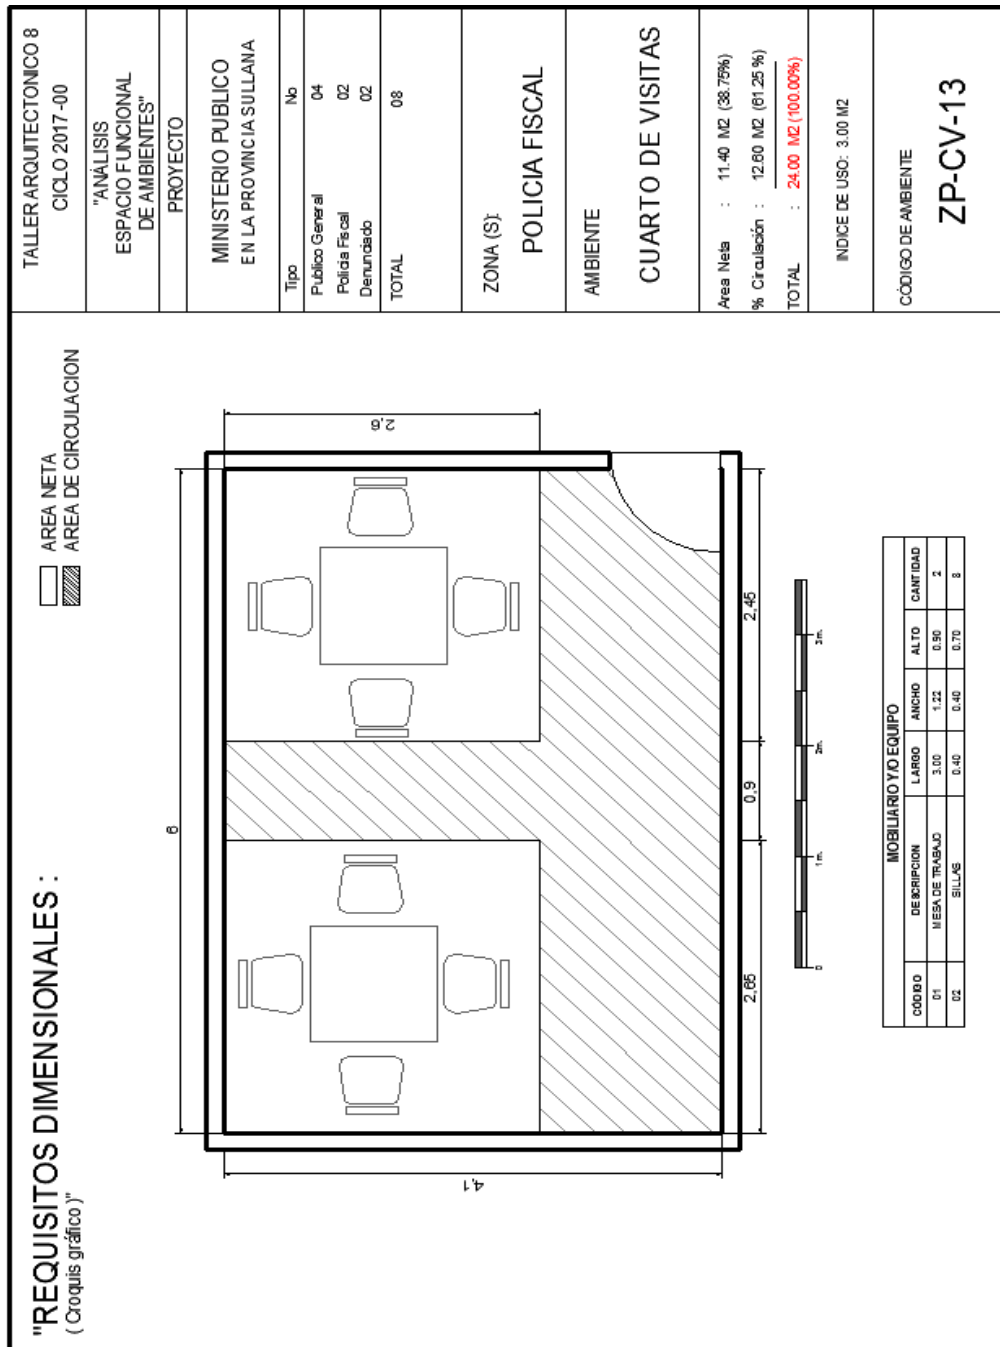 "REQUISITOS DIMENSIONALES :
( Croquis gráfico )"
AREA NETA
AREA DE CIRCULACION
6
2,6
4,1
2,65
0,9
2,45
0
1m.
2m.
3m.
MOBILIARIO Y/O EQUIPO
CÓDIGO DESCRIPCION LARGO ANCHO ALTO CANTIDAD
01 MESA DE TRABAJO 3.00 1.22 0.90 2
02 SILLAS 0.40 0.40 0.70 8
TALLER ARQUITECTONICO 8
CICLO 2017 -00
"ANÁLISIS
ESPACIO FUNCIONAL
DE AMBIENTES"
PROYECTO
MINISTERIO PUBLICO
EN LA PROVINCIA SULLANA
Tipo No
Público General 04
Policía Fiscal 02
Denunciado 02
TOTAL 08
ZONA (S):
POLICIA FISCAL
AMBIENTE
CUARTO DE VISITAS
Area Neta : 11.40 M2 (38.75%)
% Circulación : 12.60 M2 (61.25 %)
TOTAL : 24.00 M2 (100.00%)
INDICE DE USO: 3.00 M2
CÓDIGO DE AMBIENTE
ZP-CV-13